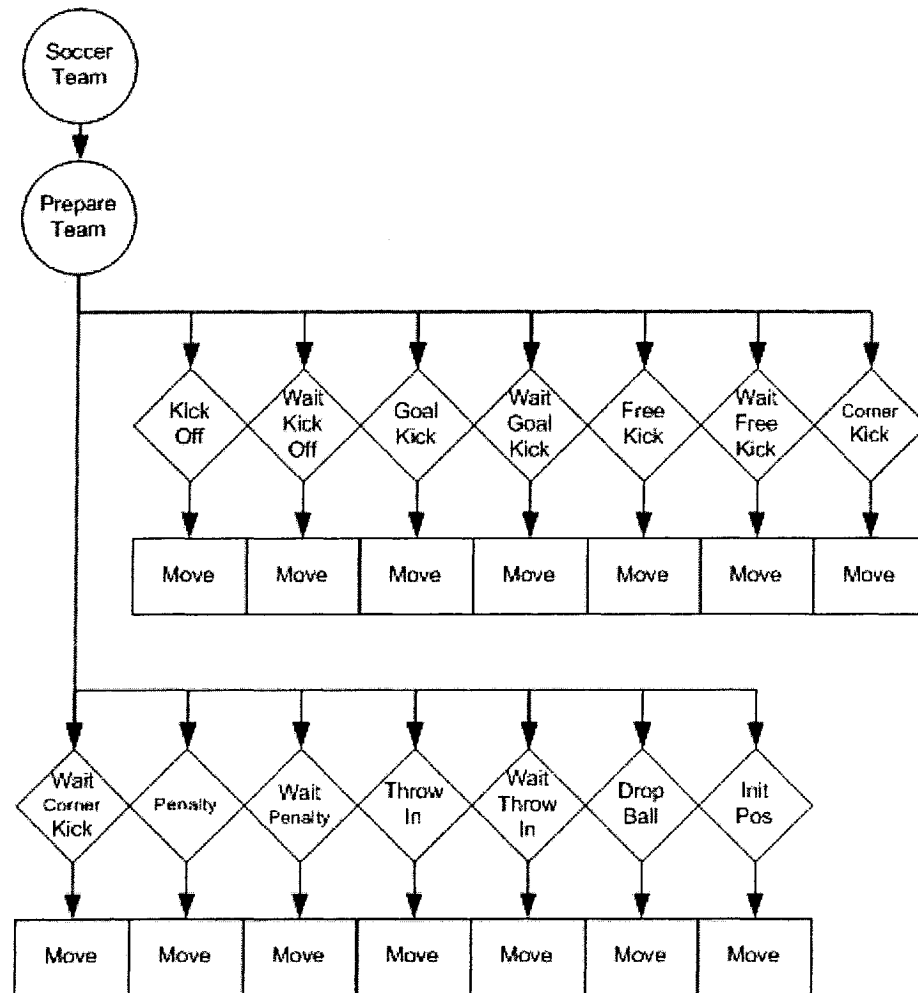 Soccer
Team
Prepare
Team
Kick
Off
Wait
Kick
Off
Goal
Kick
Wait
Goal
Kick
Free
Kick
Wait
Free
Kick
Corner
Kick
Move
Move
Move
Move
Move
Move
Move
Wait
Corner
Kick
Penalty
Wait
Penalty
Throw
In
Wait
Throw
In
Drop
Ball
Init
Pos
Move
Move
Move
Move
Move
Move
Move